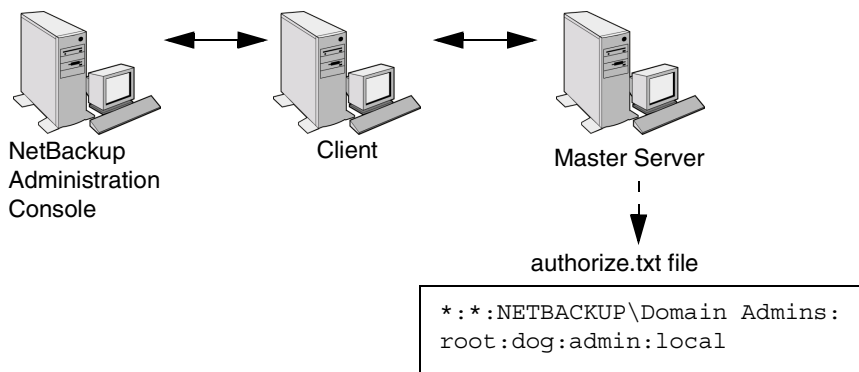 NetBackup
Administration
Console
Client
Master Server
authorize.txt file
*:*:NETBACKUP\Domain Admins:
root:dog:admin:local